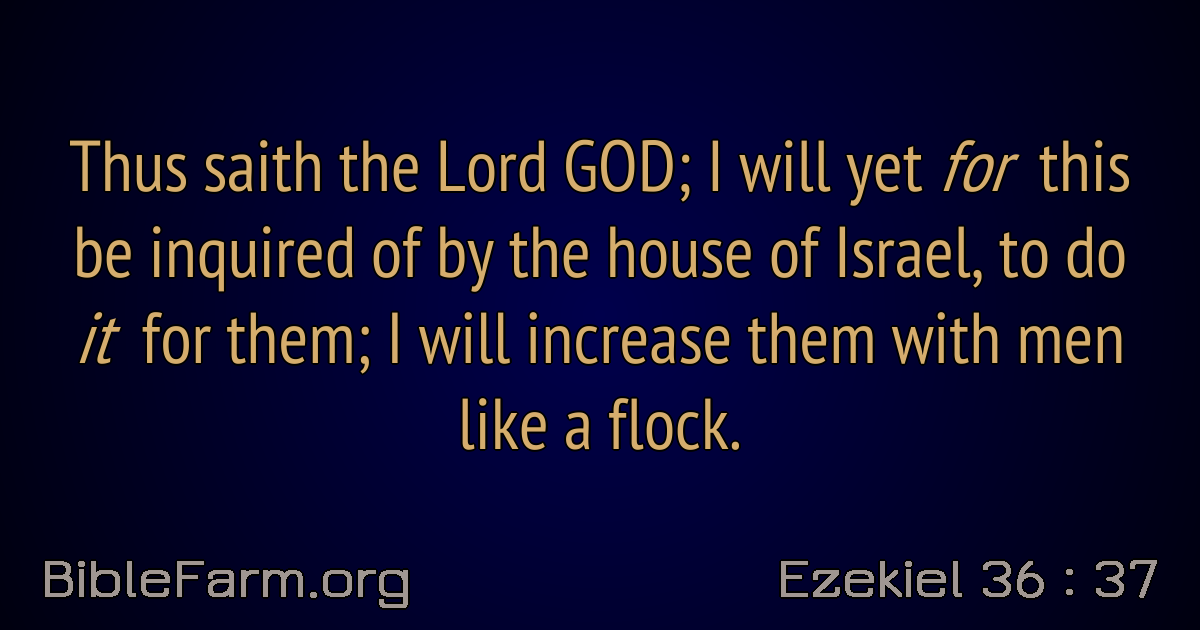 Thus saith the Lord GOD; I will yet for this
be inquired of by the house of Israel, to do
it for them; I will increase them with men
like a flock.
BibleFarm.org
Ezekiel 36 : 37